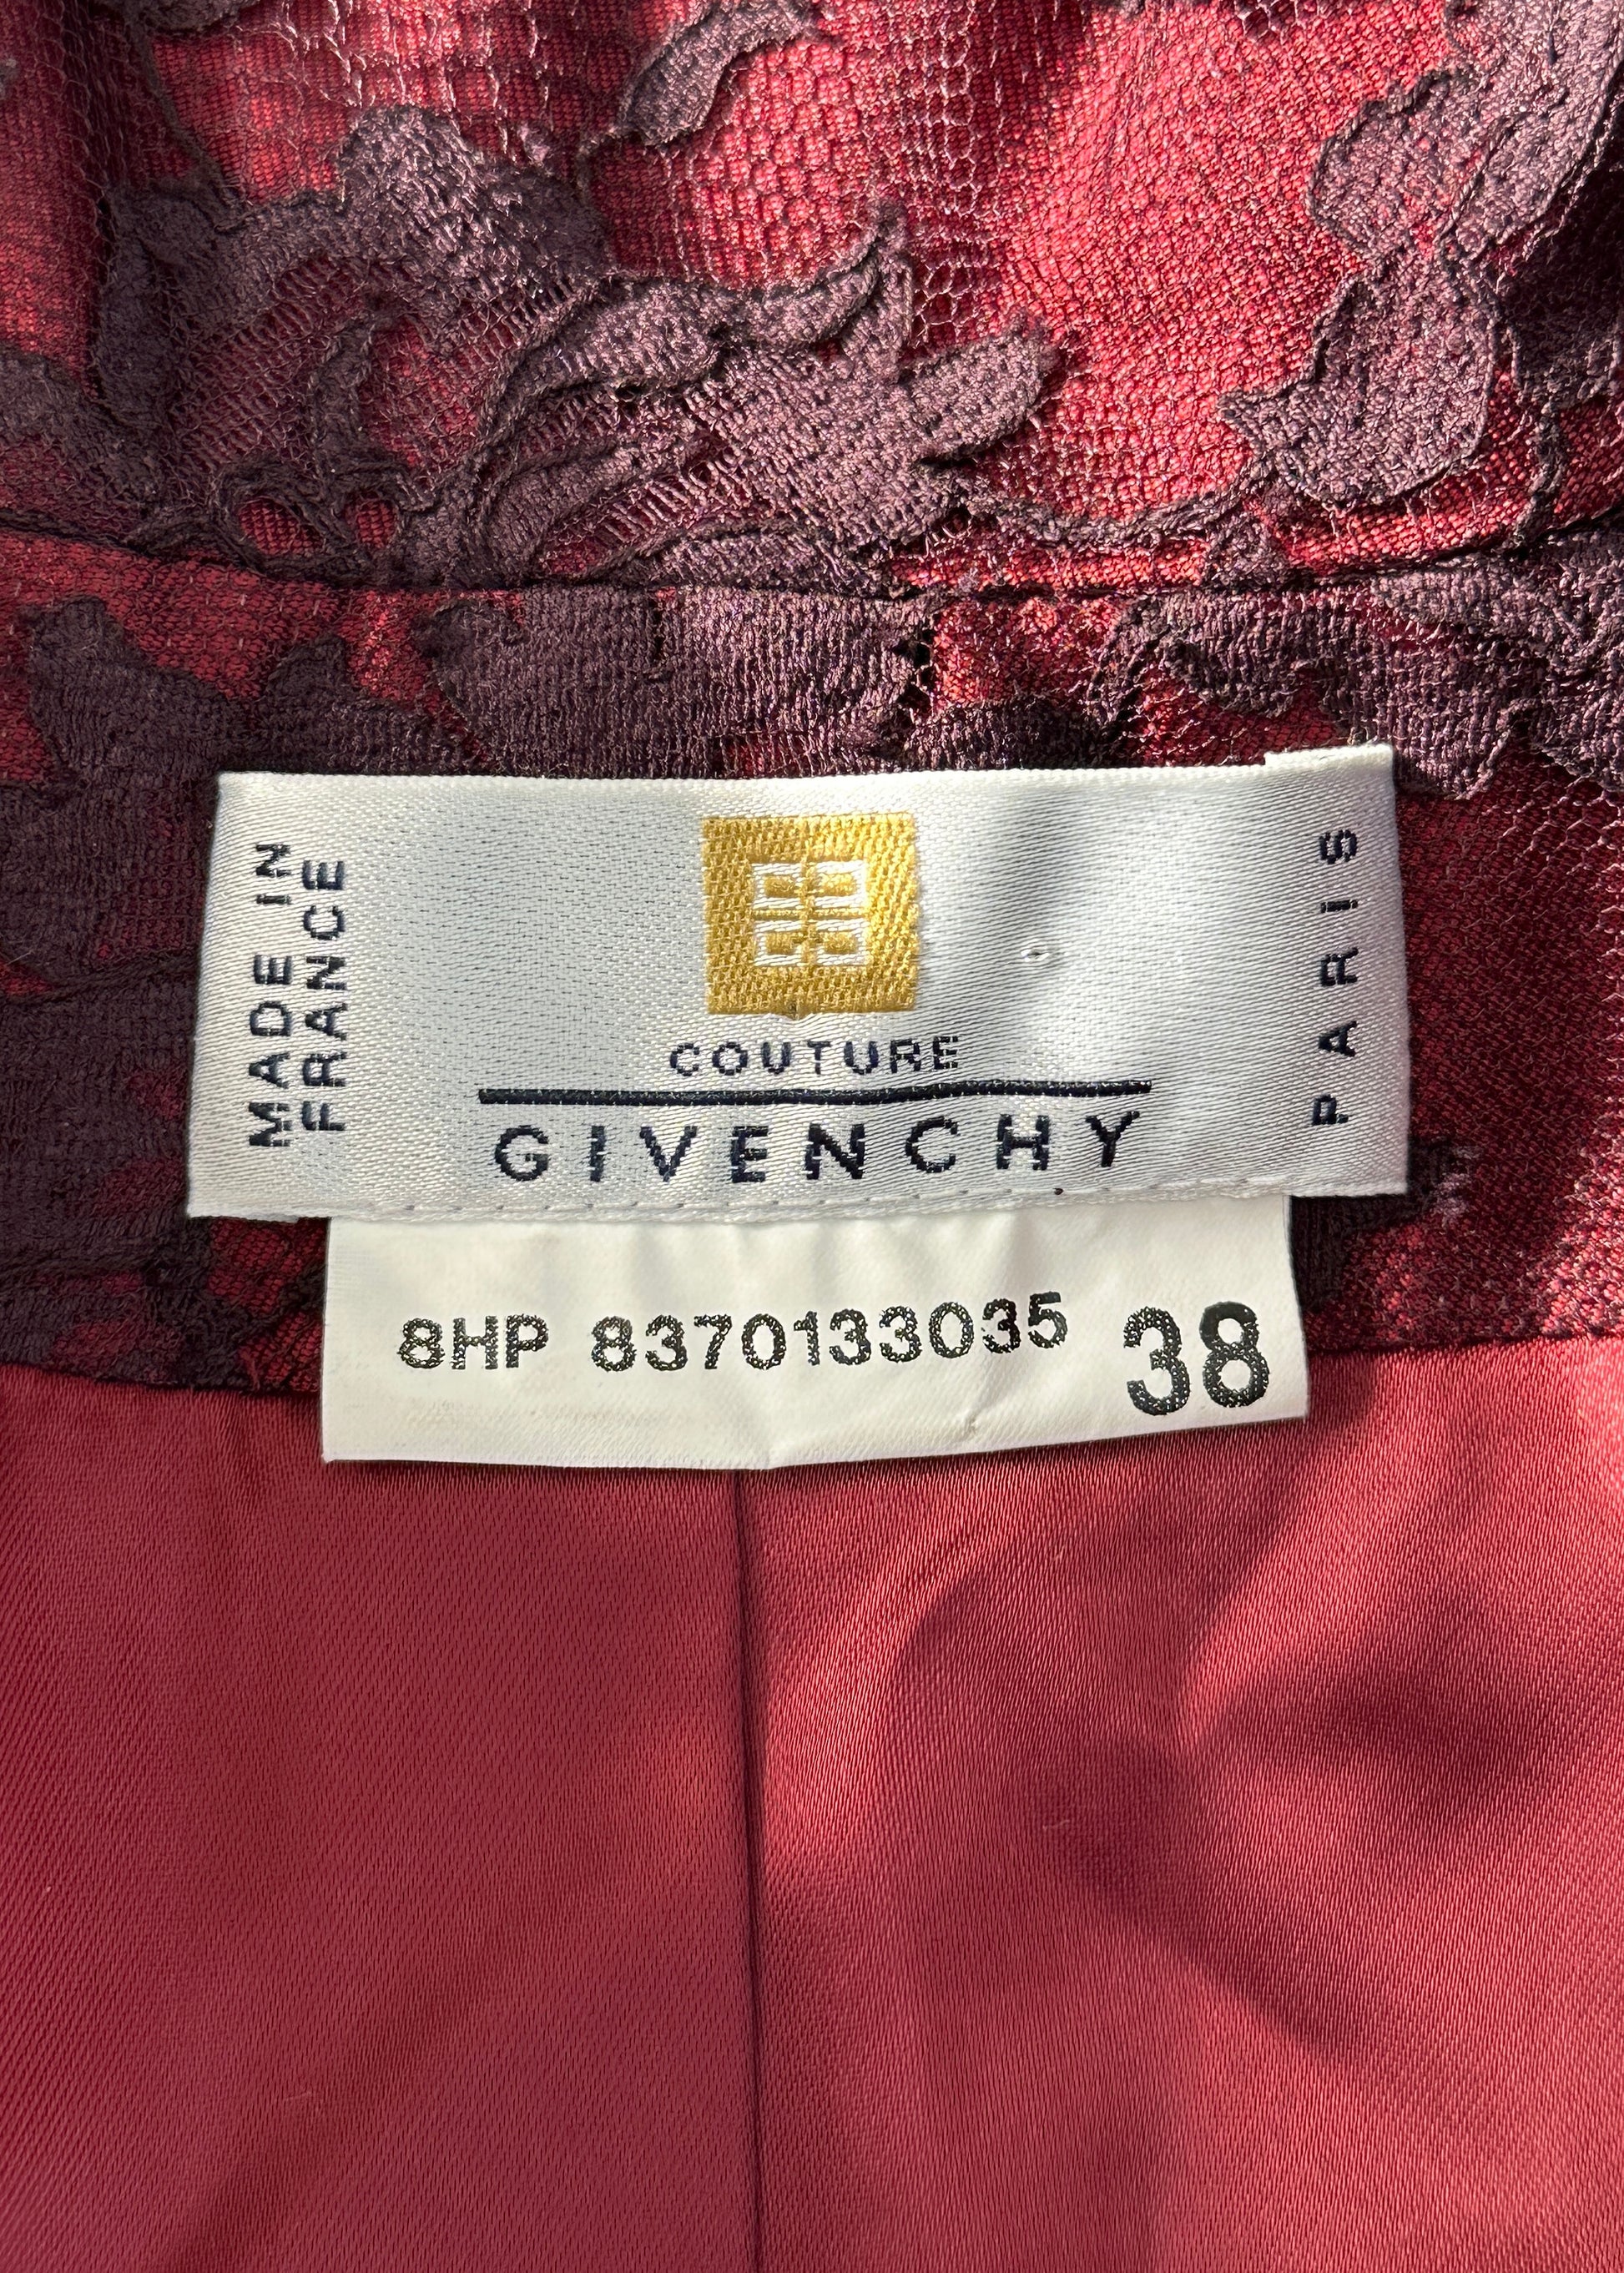 MADE IN
FRANCE
COUTURE
GIVENCHY
PARIS
8HP 8370133035 38